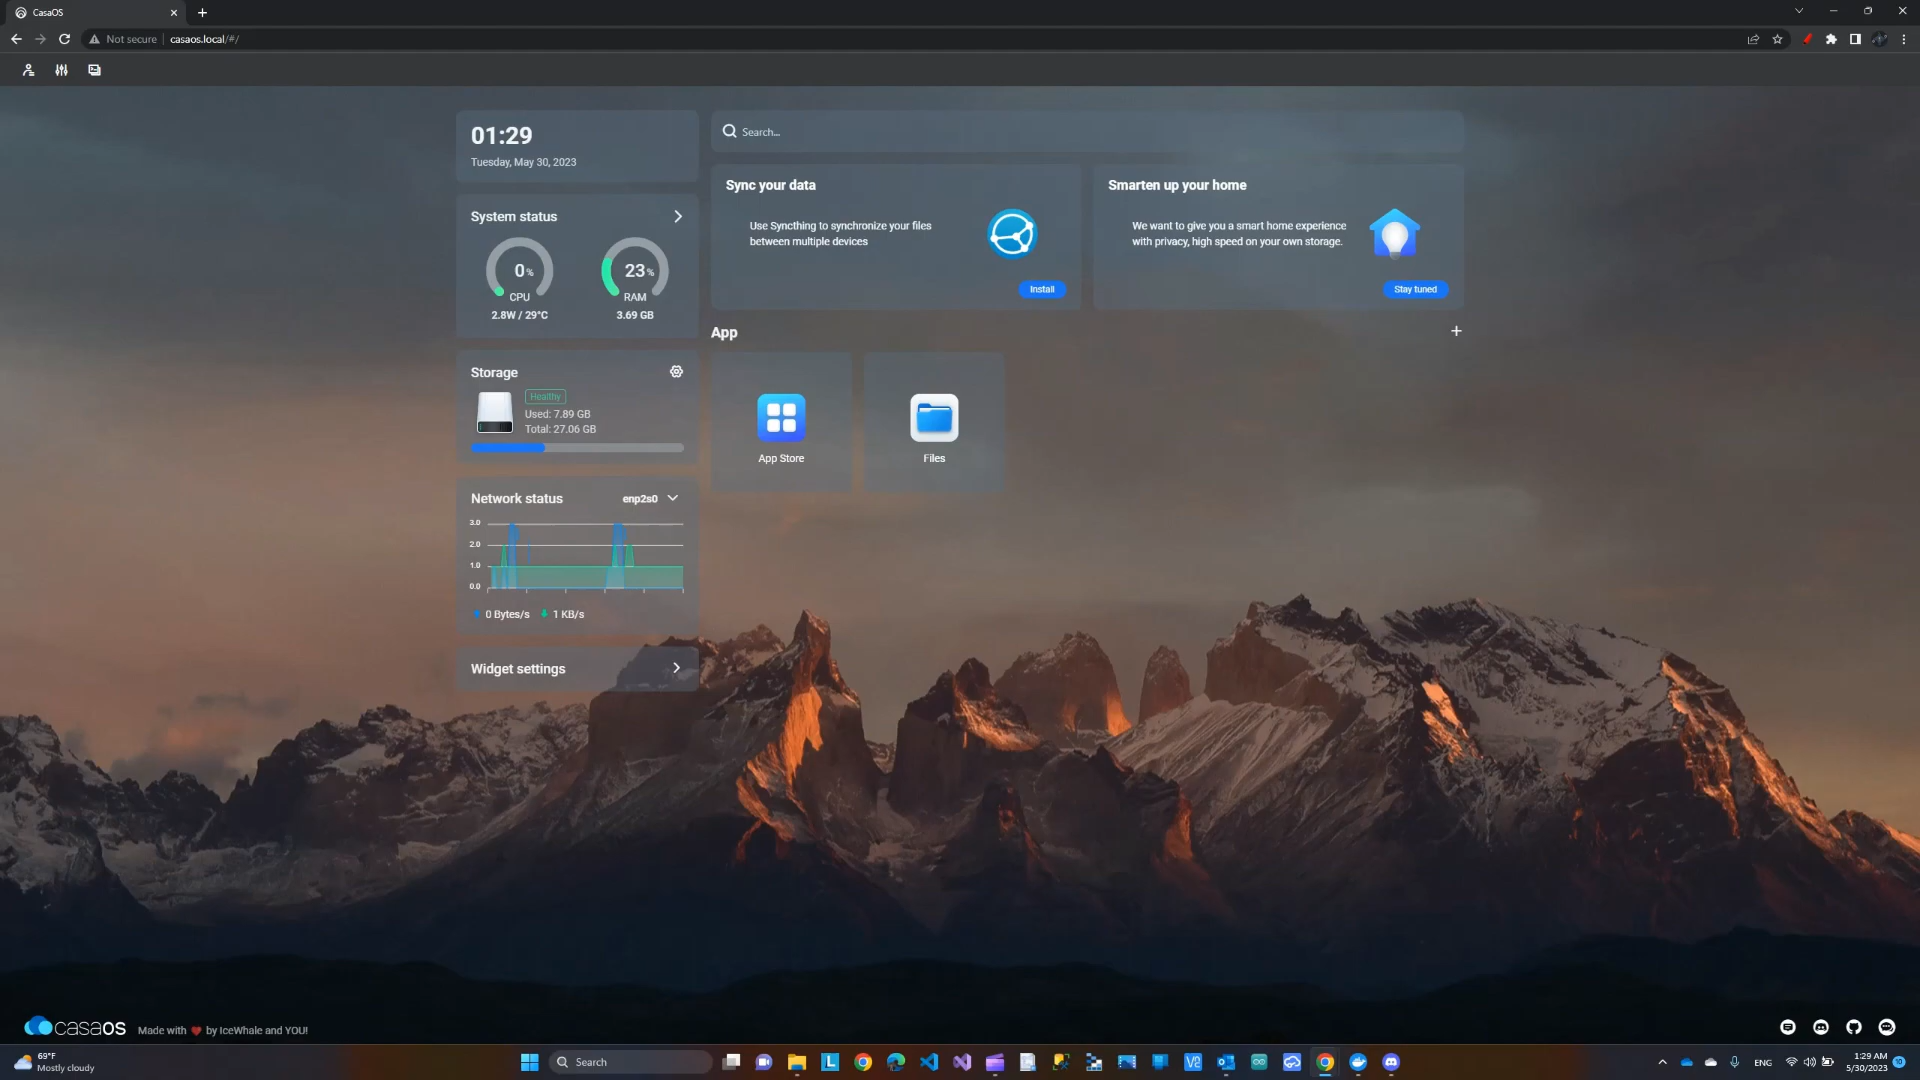 CasaOS
Not secure
casaos.local/#/
01:29
Tuesday, May 30, 2023
Search...
System status
0%
CPU
2.8W / 29°C
23%
RAM
3.69 GB
Sync your data
Use Syncthing to synchronize your files
between multiple devices
Install
Smarten up your home
We want to give you a smart home experience
with privacy, high speed on your own storage.
Stay tuned
App
App Store
Files
Storage
Healthy
Used: 7.89 GB
Total: 27.06 GB
Network status
enp2s0
3.0
2.0
1.0
0.0
0 Bytes/s
1 KB/s
Widget settings
casaOS
Made with ❤ by IceWhale and YOU!
69°F
Mostly cloudy
Search
ENG
1:29 AM
5/30/2023